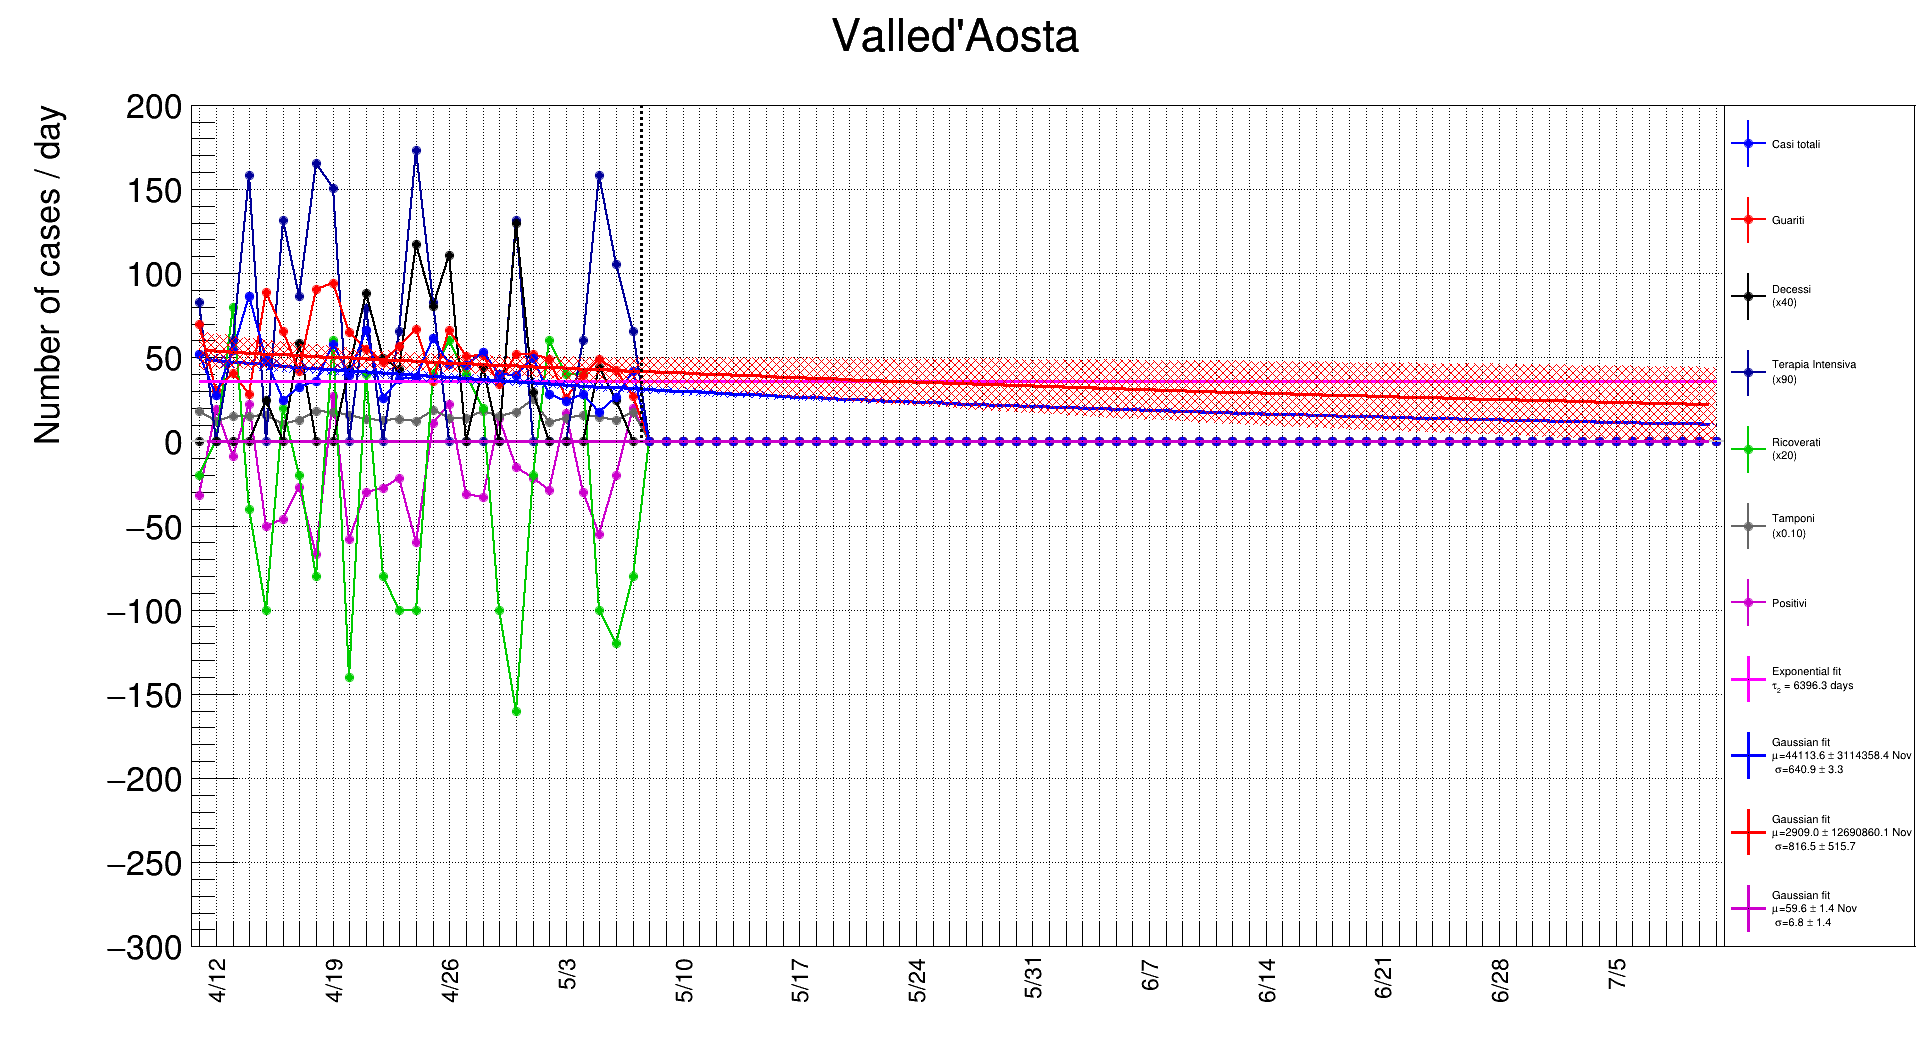 Valled'Aosta
Number of cases / day
200
150
100
50
0
−50
−100
−150
−200
−250
−300
4/12
4/19
4/26
5/3
5/10
5/17
5/24
5/31
6/7
6/14
6/21
6/28
7/5
Casi totali
Guariti
Decessi
(x40)
Terapia Intensiva
(x90)
Ricoverati
(x20)
Tamponi
(x0.10)
Positivi
Exponential fit
τ₂ = 6396.3 days
Gaussian fit
μ=44113.6 ± 3114358.4 Nov
σ=640.9 ± 3.3
Gaussian fit
μ=2909.0 ± 12690860.1 Nov
σ=816.5 ± 515.7
Gaussian fit
μ=59.6 ± 1.4 Nov
σ=6.8 ± 1.4